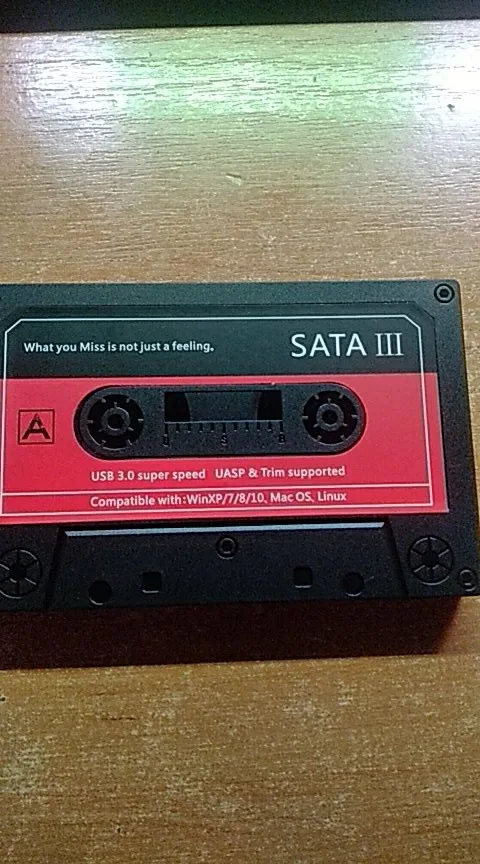 What you Miss is not just a feeling.
SATA III
A
USB 3.0 super speed UASP & Trim supported
Compatible with:WinXP/7/8/10、Mac OS、Linux